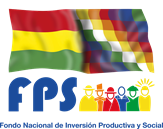 FPS
Fondo Nacional de Inversión Productiva y Social